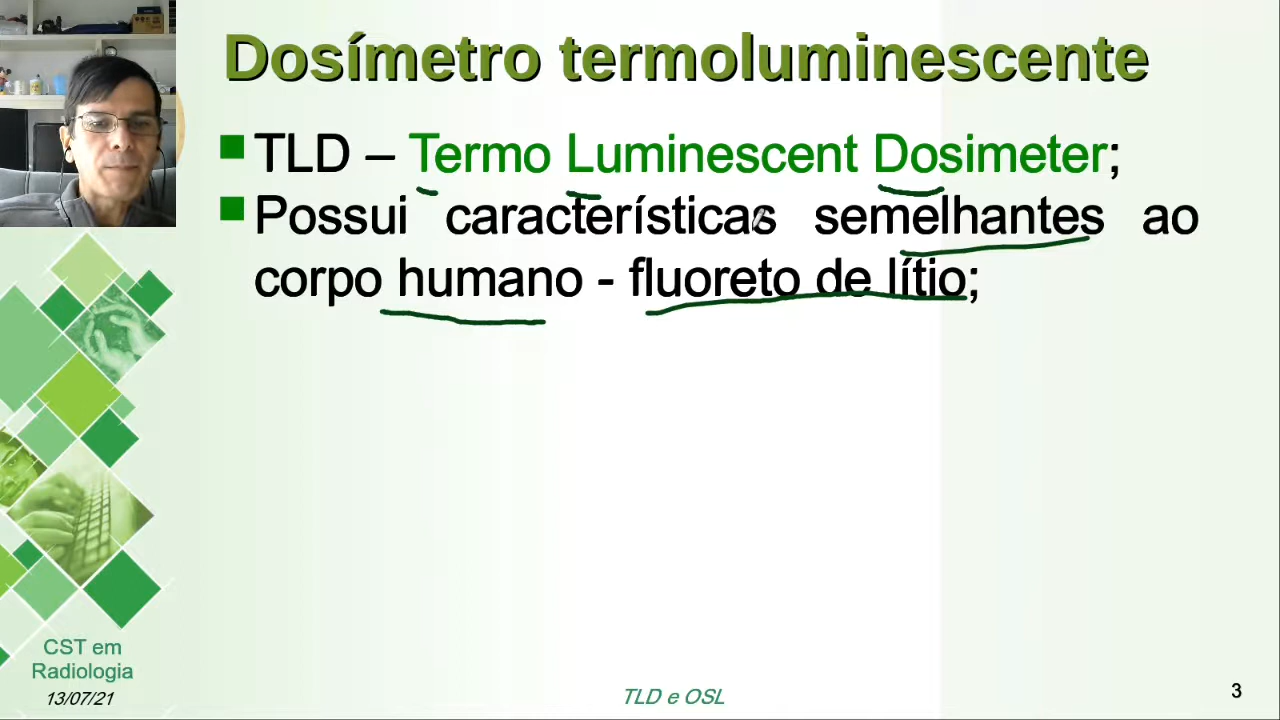 Dosímetro termoluminescente
TLD – Termo Luminescent Dosimeter;
Possui características semelhantes ao
corpo humano - fluoreto de lítio;
CST em
Radiologia
13/07/21
TLD e OSL
3